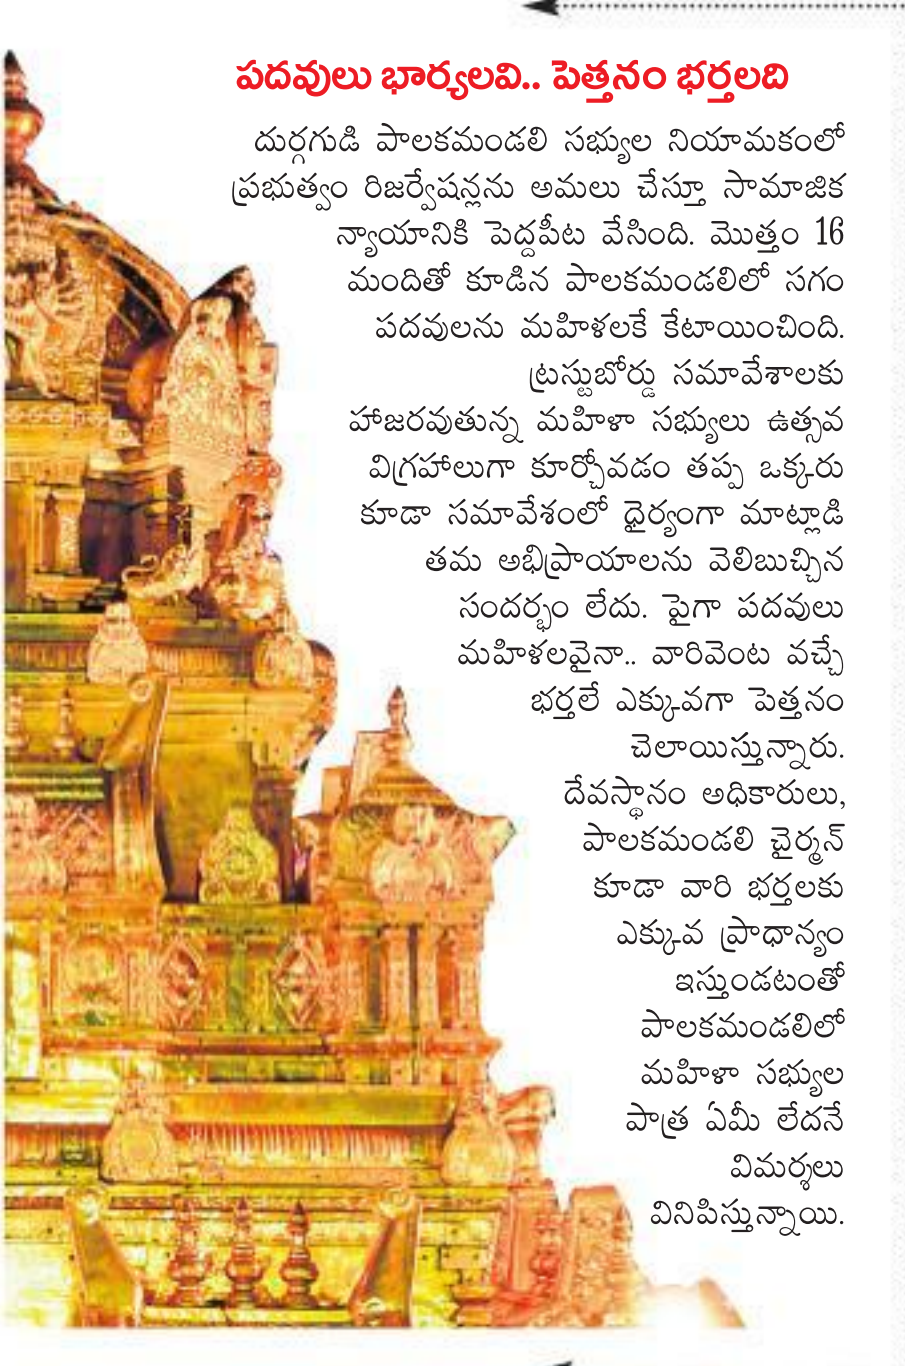 పదవులు భార్యలవి.. పెత్తనం భర్తలది
దుర్గగుడి పాలకమండలి సభ్యుల నియామకంలో
ప్రభుత్వం రిజర్వేషన్లను అమలు చేస్తూ సామాజిక
న్యాయానికి పెద్దపీట వేసింది. మొత్తం 16
మందితో కూడిన పాలకమండలిలో సగం
పదవులను మహిళలకే కేటాయించింది.
ట్రస్టుబోర్డు సమావేశాలకు
హాజరవుతున్న మహిళా సభ్యులు ఉత్సవ
విగ్రహాలుగా కూర్చోవడం తప్ప ఒక్కరు
కూడా సమావేశంలో ధైర్యంగా మాట్లాడి
తమ అభిప్రాయాలను వెలిబుచ్చిన
సందర్భం లేదు. పైగా పదవులు
మహిళలవైనా.. వారివెంట వచ్చే
భర్తలే ఎక్కువగా పెత్తనం
చెలాయిస్తున్నారు.
దేవస్థానం అధికారులు,
పాలకమండలి చైర్మన్
కూడా వారి భర్తలకు
ఎక్కువ ప్రాధాన్యం
ఇస్తుండటంతో
పాలకమండలిలో
మహిళా సభ్యుల
పాత్ర ఏమీ లేదనే
విమర్శలు
వినిపిస్తున్నాయి.